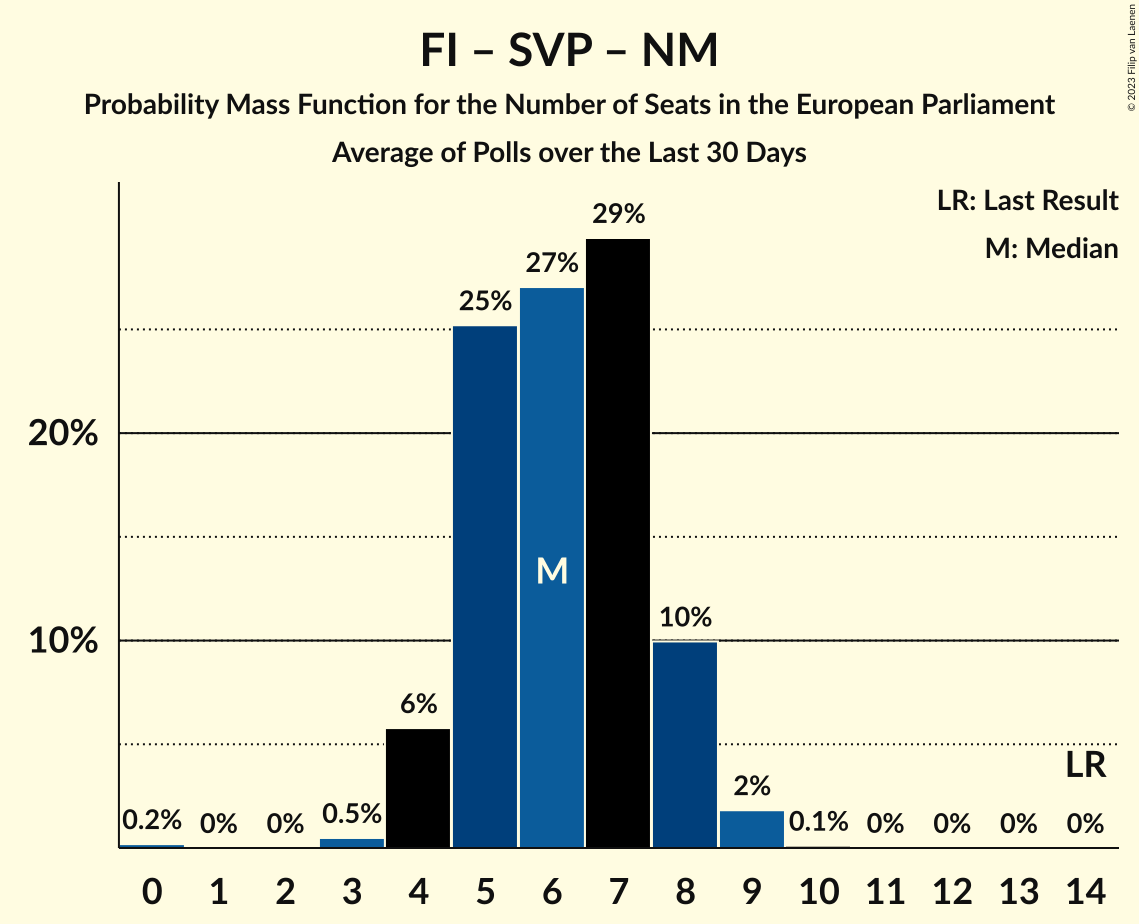 FI – SVP – NM
Probability Mass Function for the Number of Seats in the European Parliament
Average of Polls over the Last 30 Days
© 2023 Filip van Laenen
LR: Last Result
M: Median
29%
27%
25%
20%
M
10%
10%
6%
LR
2%
0.2% 0% 0% 0.5% 0.1% 0% 0% 0% 0%
0 1 2 3 4 5 6 7 8 9 10 11 12 13 14